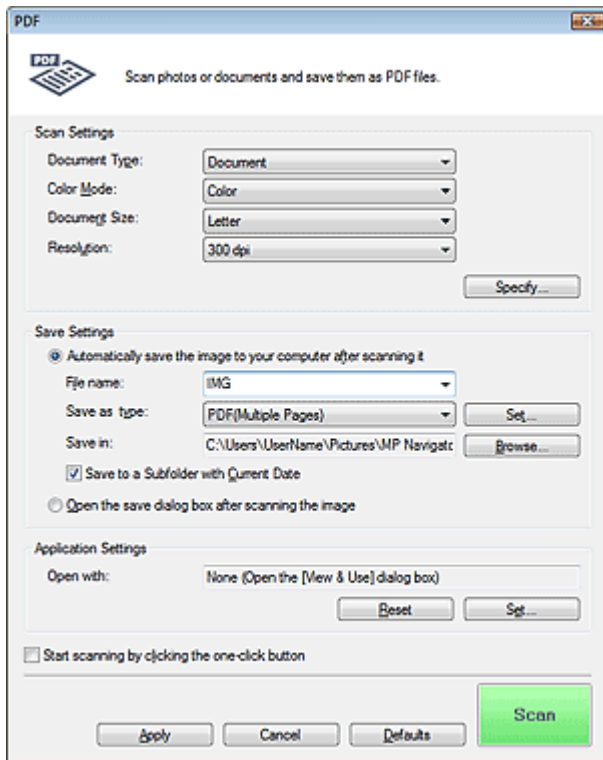 PDF
PDF
Scan photos or documents and save them as PDF files.
Scan Settings
Document Type: Document
Color Mode: Color
Document Size: Letter
Resolution: 300 dpi
Specify...
Save Settings
Automatically save the image to your computer after scanning it
File name: IMG
Save as type: PDF(Multiple Pages) Set...
Save in: C:\Users\UserName\Pictures\MP Navigato Browse...
Save to a Subfolder with Current Date
Open the save dialog box after scanning the image
Application Settings
Open with: None (Open the [View & Use] dialog box)
Reset Set...
Start scanning by clicking the one-click button
Scan
Apply Cancel Defaults